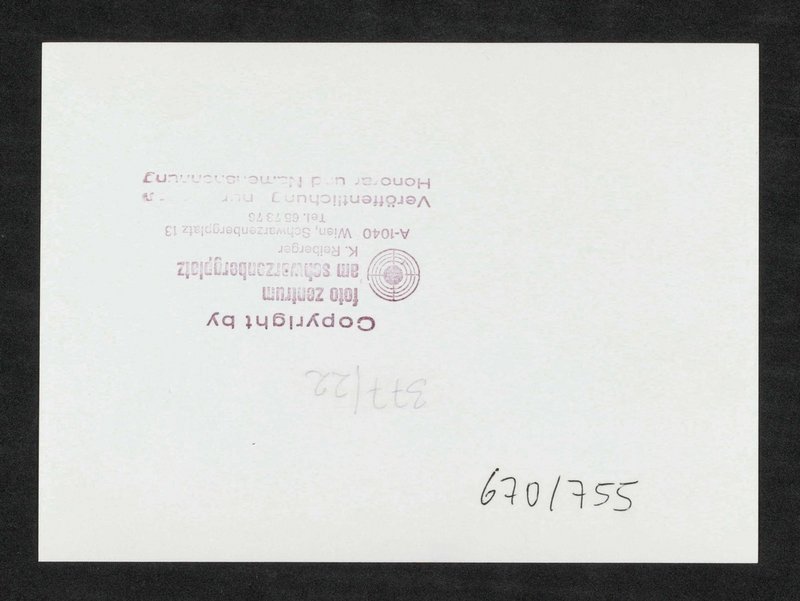 Copyright by
foto zentrum
am schwarzenbergplatz
K. Reiberger
A-1040 Wien, Schwarzenbergplatz 13
Tel. 65 73 76
Veröffentlichung nur
Honorar und Namensnennung
377/22
670/755